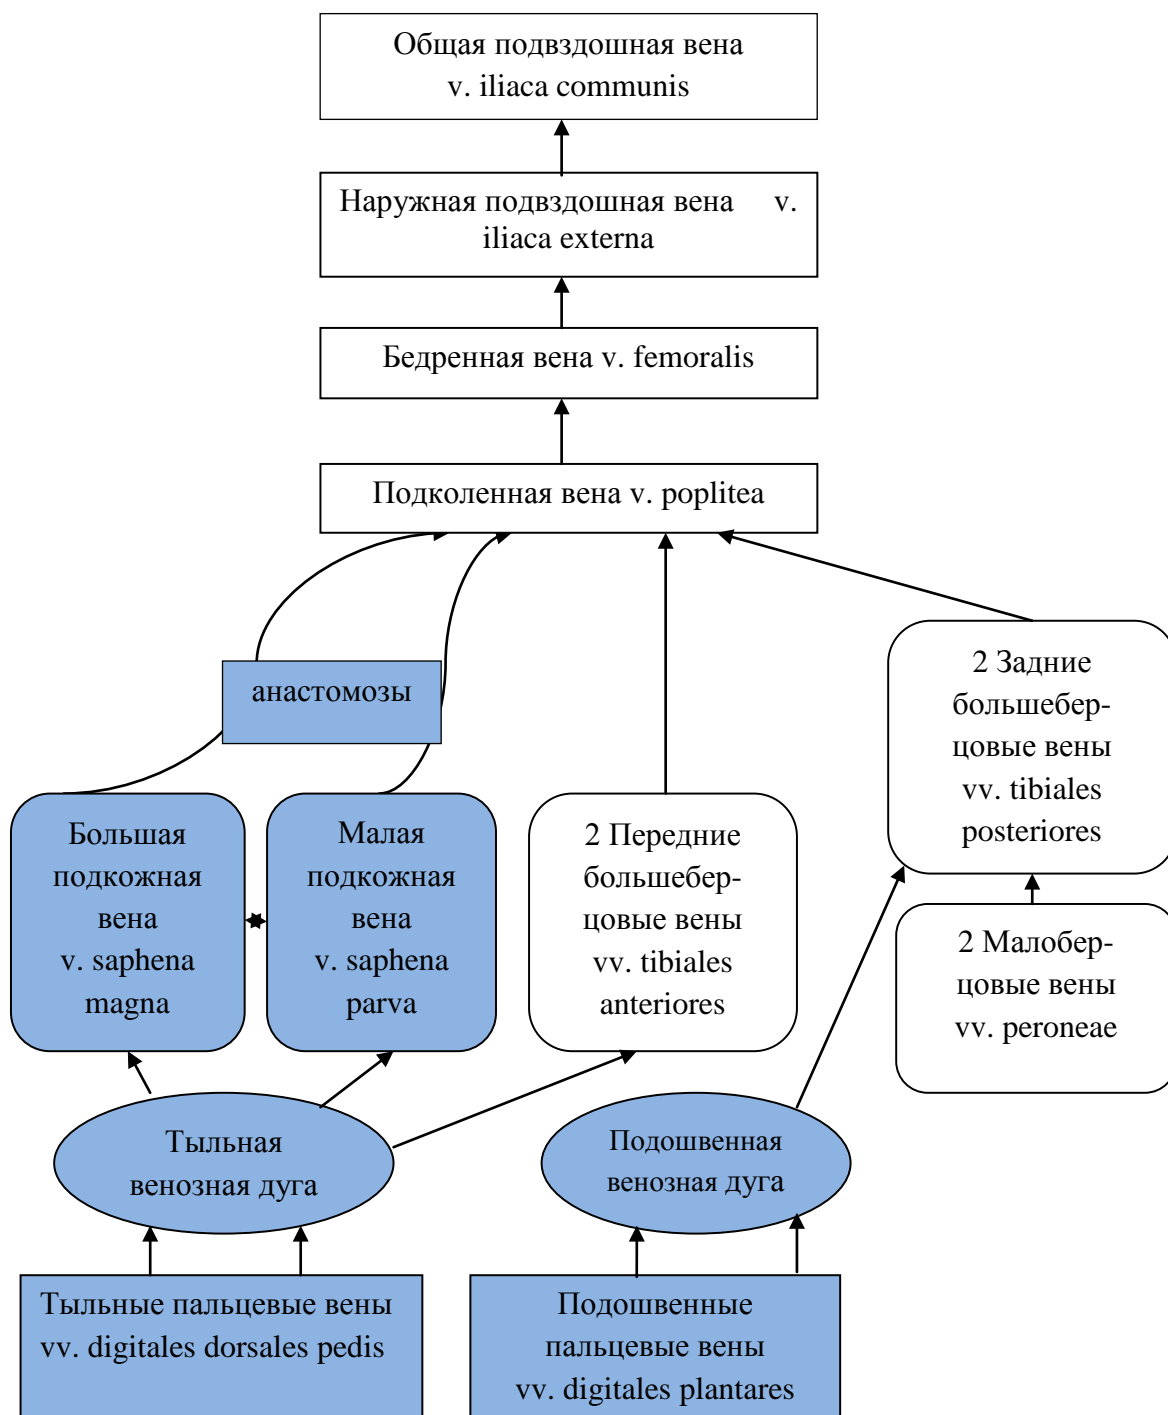 Общая подвздошная вена
v. iliaca communis
Наружная подвздошная вена v.
iliaca externa
Бедренная вена v. femoralis
Подколенная вена v. poplitea
анастомозы
2 Задние
большебер-
цовые вены
vv. tibiales
posteriores
Большая
подкожная
вена
v. saphena
magna
Малая
подкожная
вена
v. saphena
parva
2 Передние
большебер-
цовые вены
vv. tibiales
anteriores
2 Малобер-
цовые вены
vv. peroneae
Тыльная
венозная дуга
Подошвенная
венозная дуга
Тыльные пальцевые вены
vv. digitales dorsales pedis
Подошвенные
пальцевые вены
vv. digitales plantares